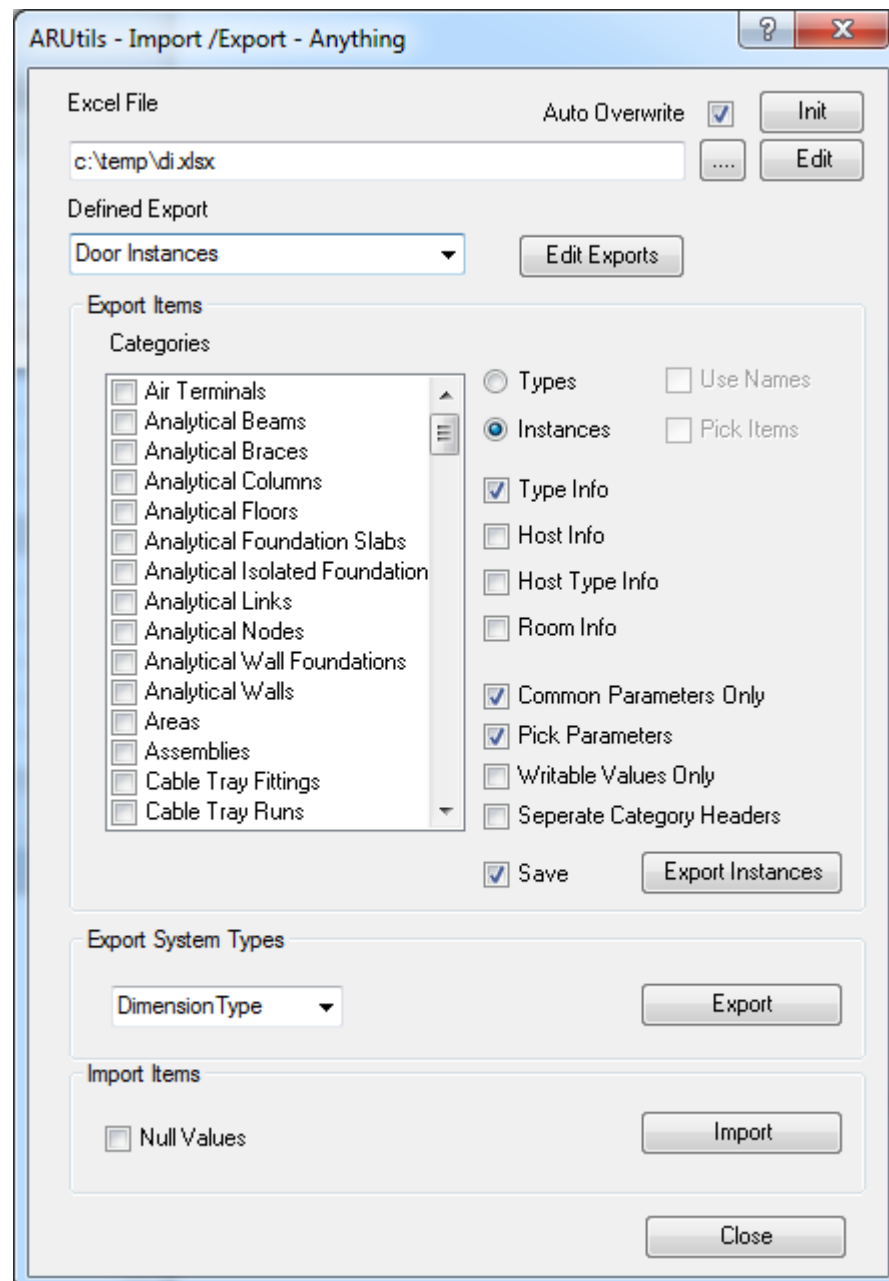 ARUtils - Import /Export - Anything
?
Excel File
Auto Overwrite
Init
c:\temp\di.xlsx
....
Edit
Defined Export
Door Instances
Edit Exports
Export Items
Categories
Air Terminals
Analytical Beams
Analytical Braces
Analytical Columns
Analytical Floors
Analytical Foundation Slabs
Analytical Isolated Foundation
Analytical Links
Analytical Nodes
Analytical Wall Foundations
Analytical Walls
Areas
Assemblies
Cable Tray Fittings
Cable Tray Runs
Types
Use Names
Instances
Pick Items
Type Info
Host Info
Host Type Info
Room Info
Common Parameters Only
Pick Parameters
Writable Values Only
Seperate Category Headers
Save
Export Instances
Export System Types
DimensionType
Export
Import Items
Null Values
Import
Close